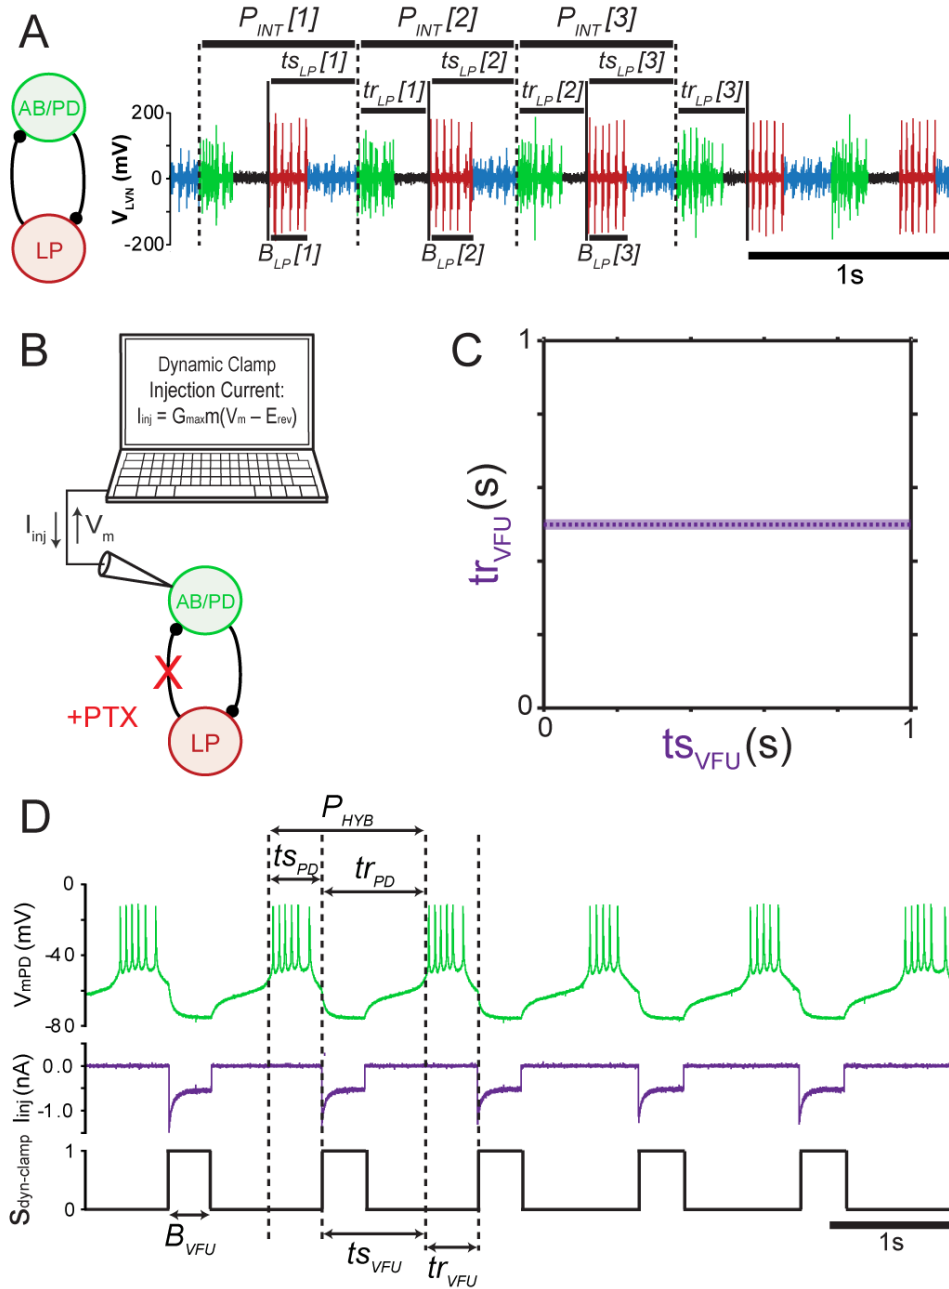 A
P_INT [1] P_INT [2] P_INT [3]
ts_LP [1] ts_LP [2] ts_LP [3]
tr_LP [1] tr_LP [2] tr_LP [3]
AB/PD
LP
V_LVN (mV)
200
0
-200
B_LP [1] B_LP [2] B_LP [3]
1s
B
Dynamic Clamp
Injection Current:
I_inj = G_max m(V_m – E_rev)
I_inj V_m
AB/PD
X
+PTX
LP
C
tr_VFU (s)
1
0
0 1
ts_VFU (s)
D
P_HYB
ts_PD tr_PD
V_mPD (mV)
0
-40
-60
-80
I_inj (nA)
0.0
-1.0
S_dyn-clamp
1
0
B_VFU
ts_VFU
tr_VFU
1s